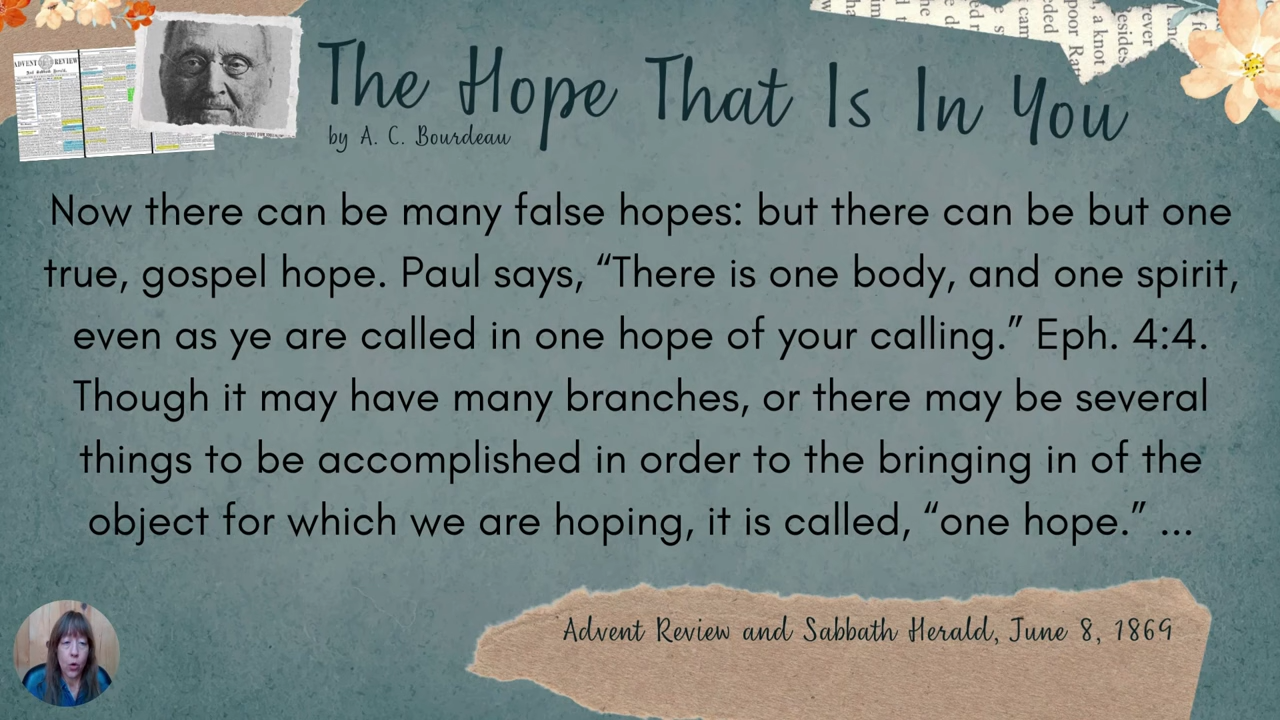 ADVENT REVIEW
The Hope That Is In You
by A. C. Bourdeau
Now there can be many false hopes: but there can be but one
true, gospel hope. Paul says, “There is one body, and one spirit,
even as ye are called in one hope of your calling.” Eph. 4:4.
Though it may have many branches, or there may be several
things to be accomplished in order to the bringing in of the
object for which we are hoping, it is called, “one hope.” ...
Advent Review and Sabbath Herald, June 8, 1869